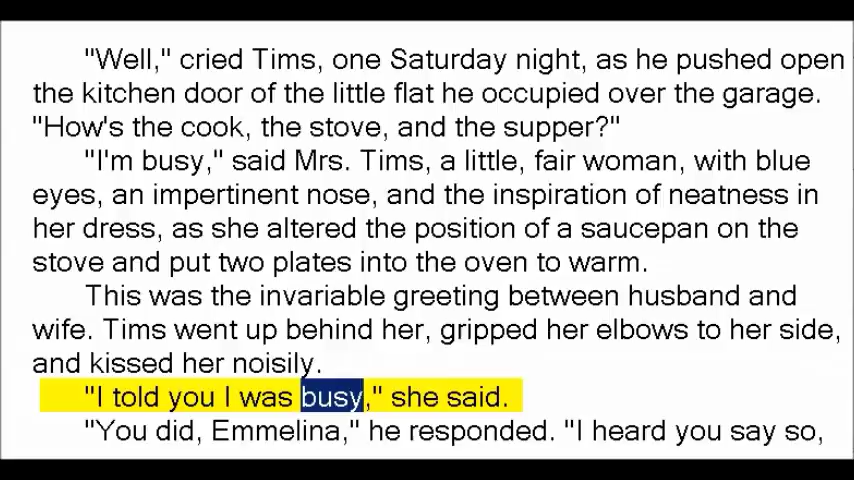 "Well," cried Tims, one Saturday night, as he pushed open
the kitchen door of the little flat he occupied over the garage.
"How's the cook, the stove, and the supper?"
"I'm busy," said Mrs. Tims, a little, fair woman, with blue
eyes, an impertinent nose, and the inspiration of neatness in
her dress, as she altered the position of a saucepan on the
stove and put two plates into the oven to warm.
This was the invariable greeting between husband and
wife. Tims went up behind her, gripped her elbows to her side,
and kissed her noisily.
"I told you I was busy," she said.
"You did, Emmelina," he responded. "I heard you say so,